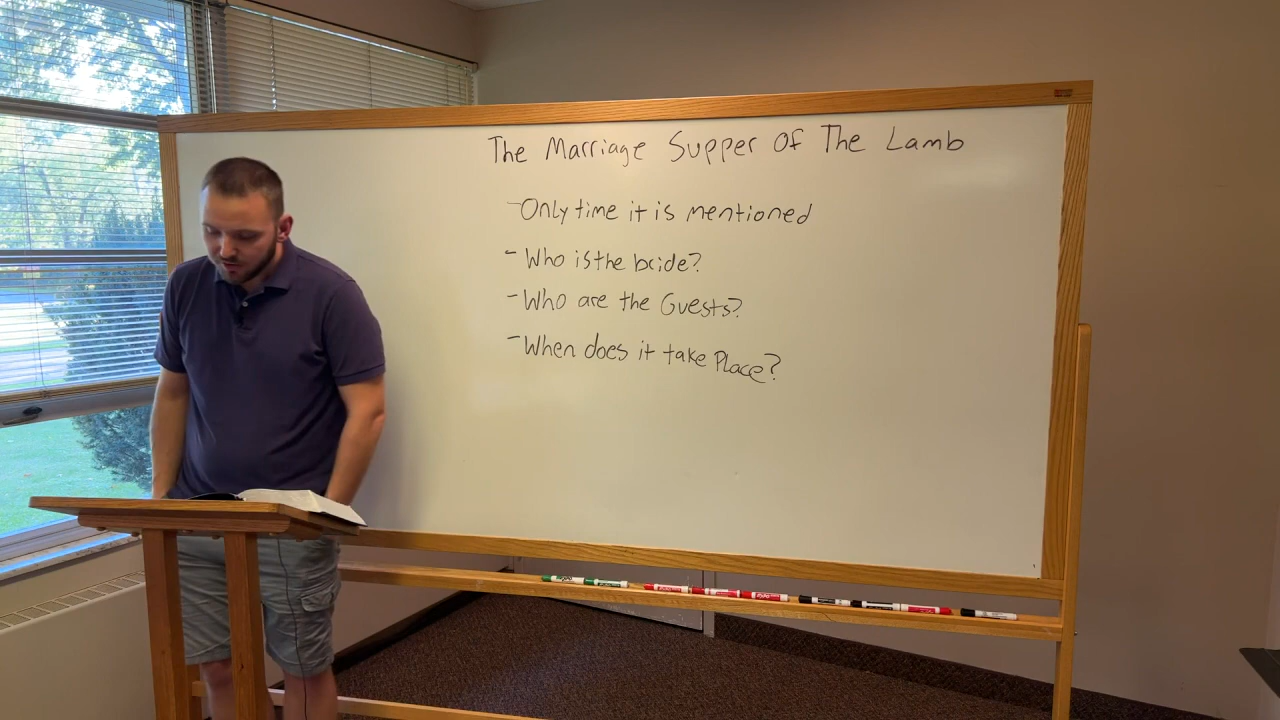 The Marriage Supper Of The Lamb
- Only time it is mentioned
- Who is the bride?
- Who are the Guests?
- When does it take Place?